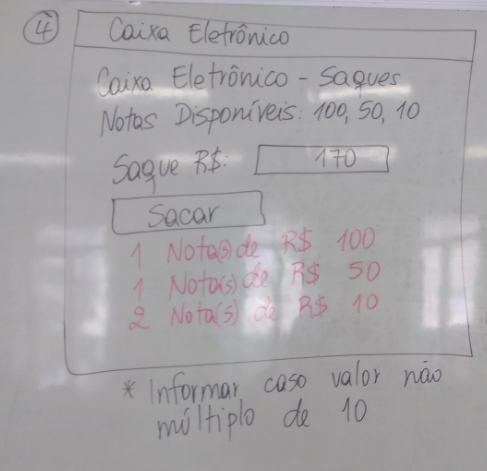 4
Caixa Eletrônico
Caixa Eletrônico - Saques
Notas Disponíveis: 100, 50, 10
Saque R$: 170
Sacar
1 Nota(s) de R$ 100
1 Nota(s) de R$ 50
2 Nota(s) de R$ 10
* Informar caso valor não
múltiplo de 10